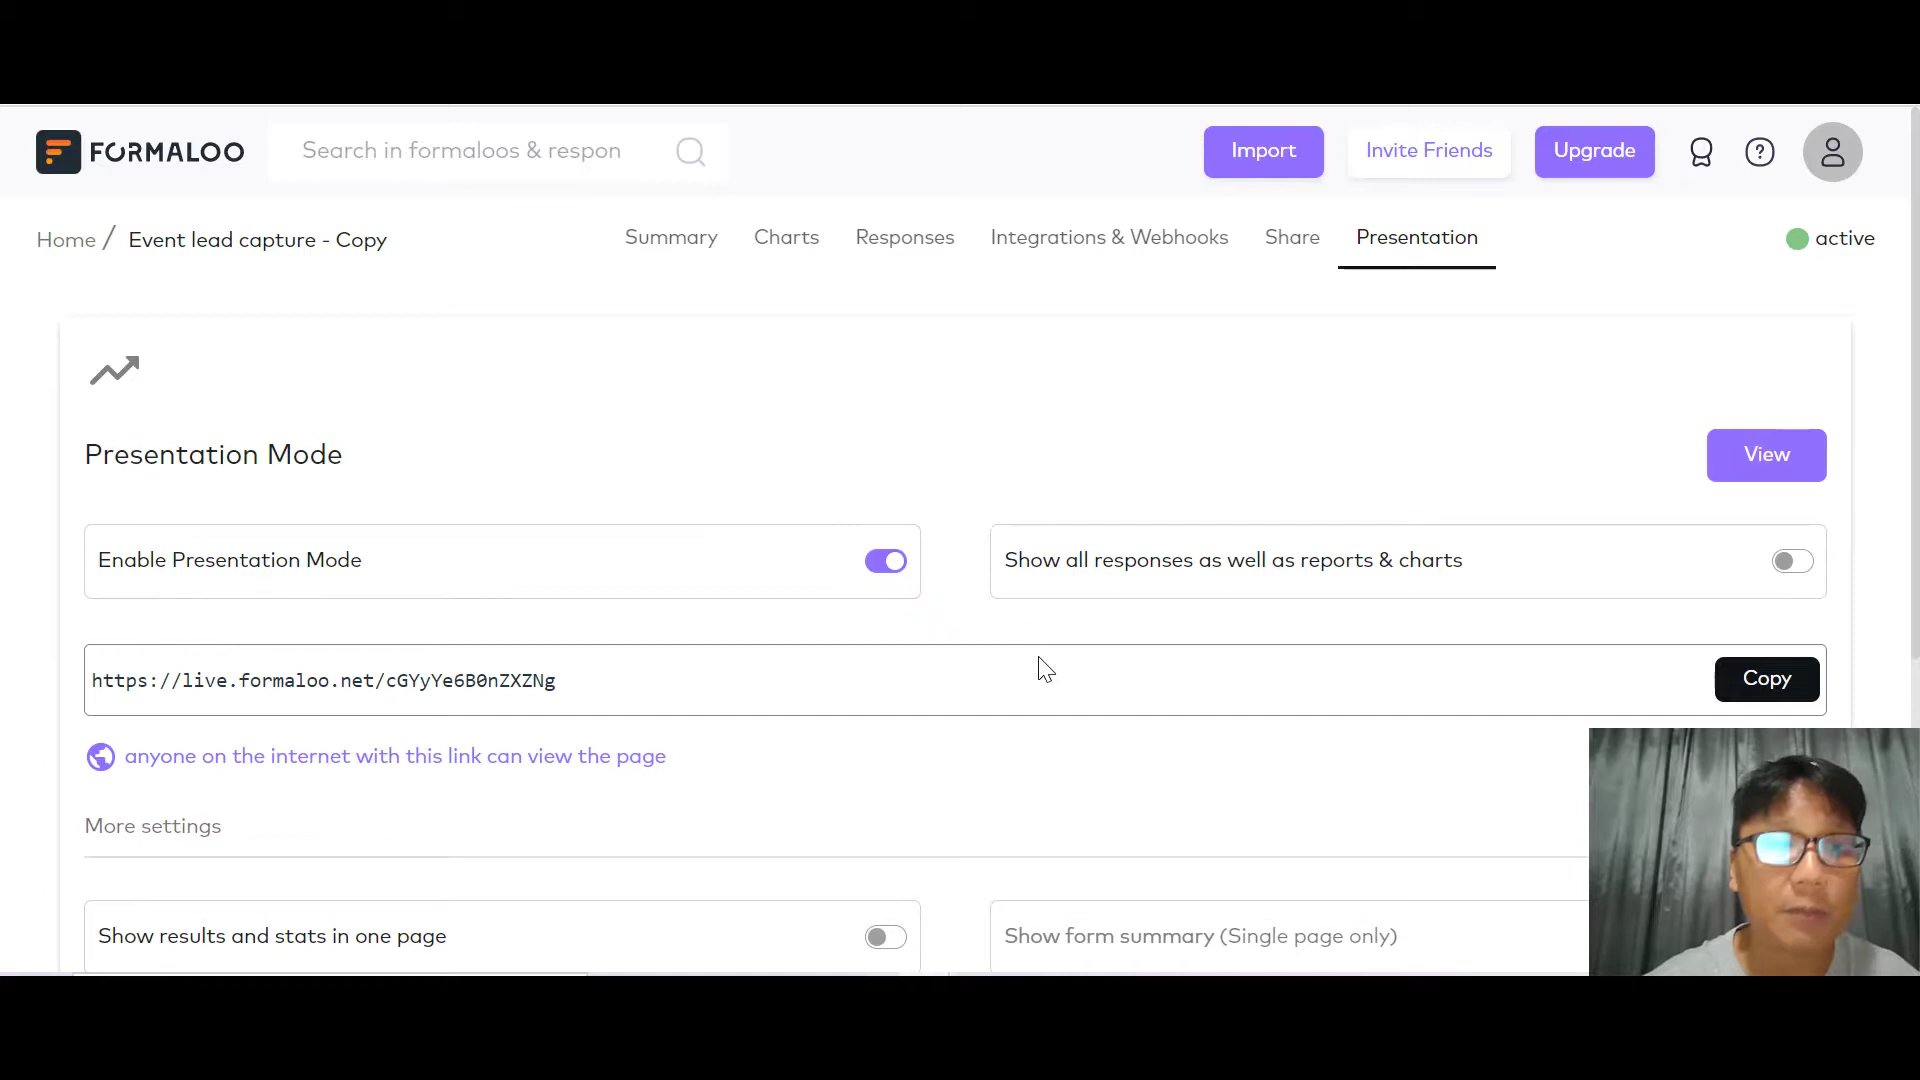 FORMALOO
Search in formaloos & respon
Import
Invite Friends
Upgrade
?
Home / Event lead capture - Copy
Summary
Charts
Responses
Integrations & Webhooks
Share
Presentation
active
Presentation Mode
View
Enable Presentation Mode
Show all responses as well as reports & charts
https://live.formaloo.net/cGYyYe6B0nZXZNg
Copy
anyone on the internet with this link can view the page
More settings
Show results and stats in one page
Show form summary (Single page only)